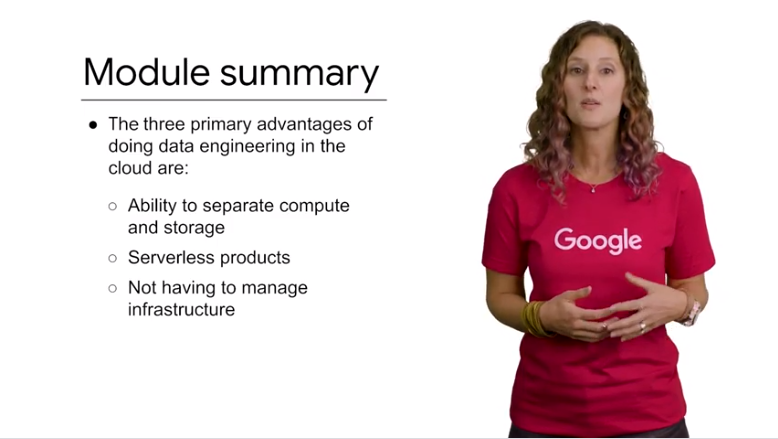 Module summary
● The three primary advantages of
doing data engineering in the
cloud are:
○ Ability to separate compute
and storage
○ Serverless products
○ Not having to manage
infrastructure
Google